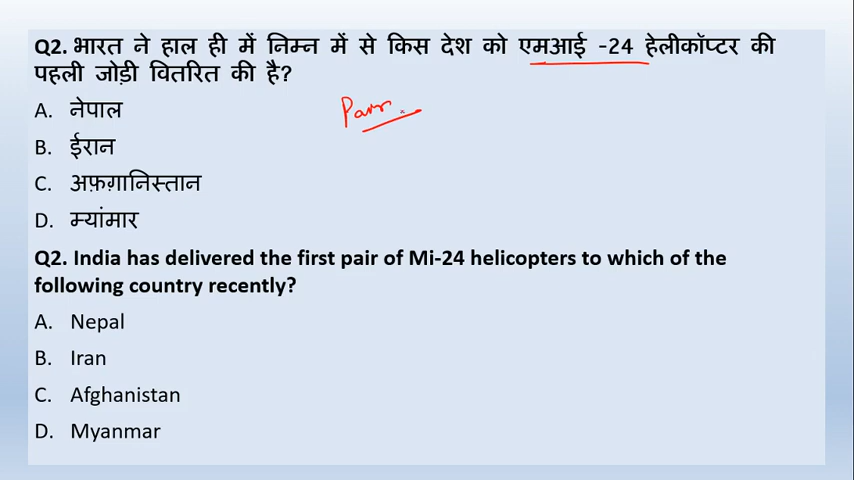 Q2. भारत ने हाल ही में निम्न में से किस देश को एमआई -24 हेलीकॉप्टर की
पहली जोड़ी वितरित की है?
A. नेपाल
B. ईरान
C. अफ़ग़ानिस्तान
D. म्यांमार
Q2. India has delivered the first pair of Mi-24 helicopters to which of the
following country recently?
A. Nepal
B. Iran
C. Afghanistan
D. Myanmar